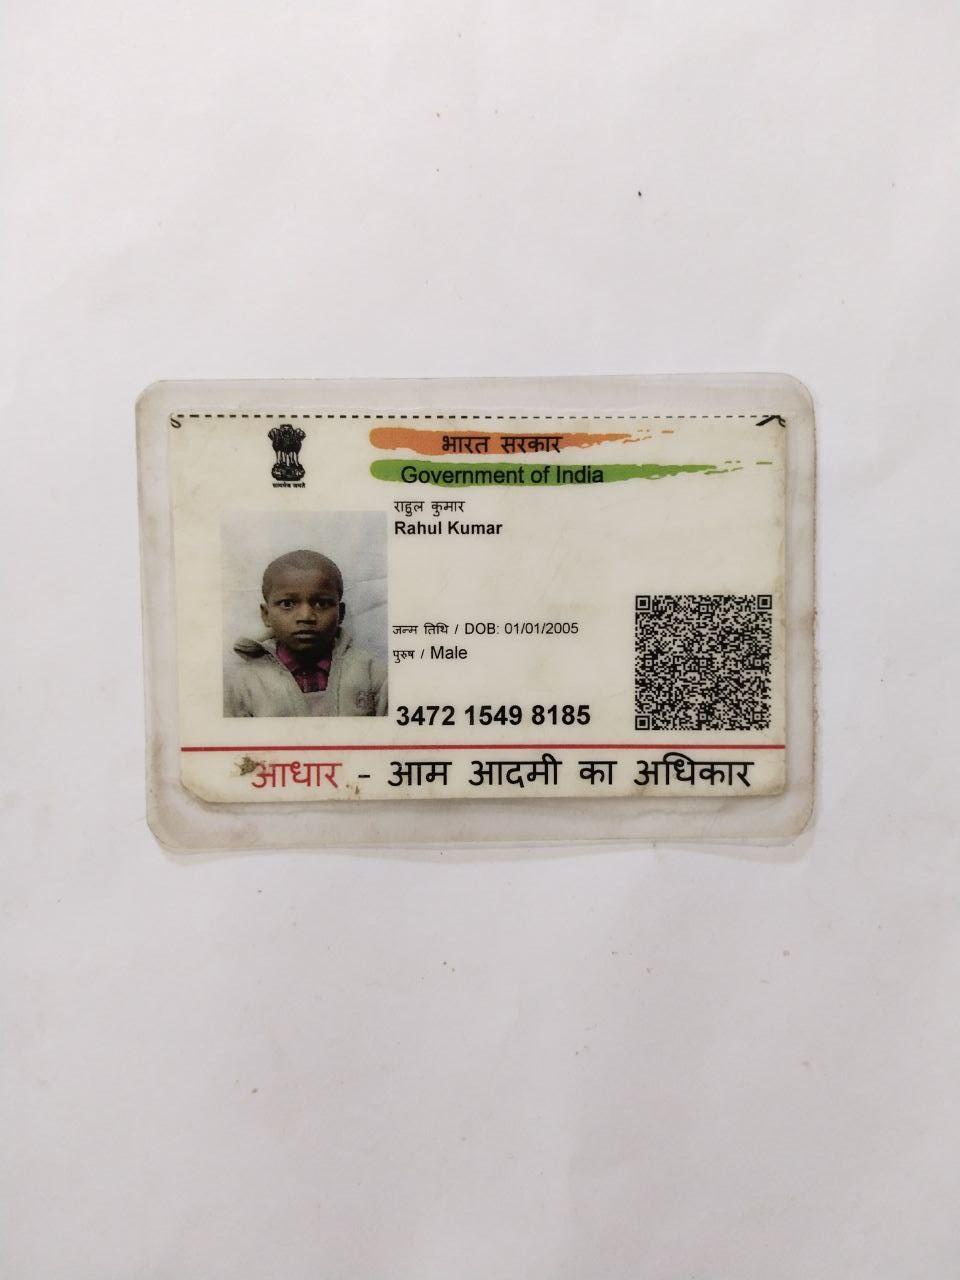 सत्यमेव जयते
भारत सरकार
Government of India
राहुल कुमार
Rahul Kumar
जन्म तिथि / DOB: 01/01/2005
पुरुष / Male
3472 1549 8185
आधार - आम आदमी का अधिकार